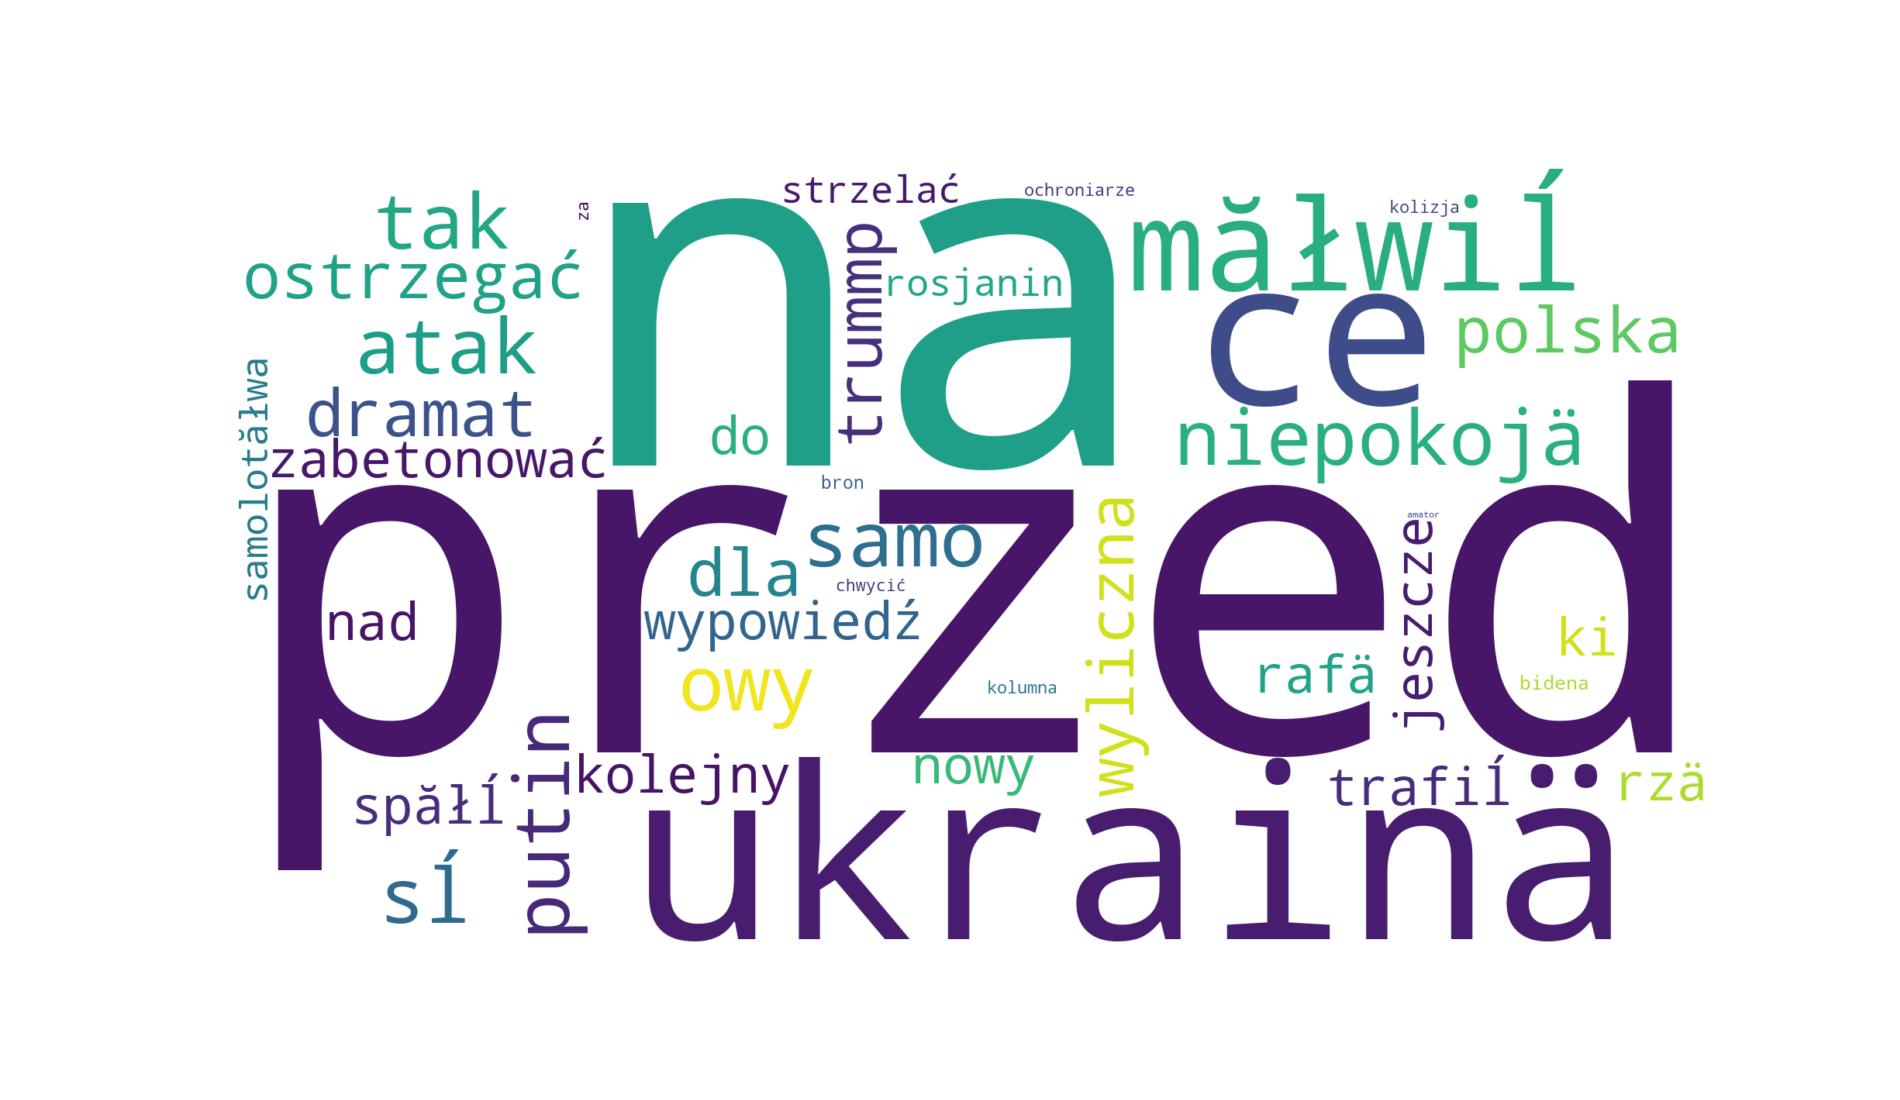 na
przed
ukrainä
măłwiĺ
ce
tak
ostrzegać
atak
dramat
zabetonować
samolotăłwa
za
strzelać
ochroniarze
kolizja
trummp
rosjanin
polska
do
niepokojä
bron
samo
dla
chwycić
wypowiedź
nad
owy
kolumna
wyliczna
jeszcze
amator
rafä
ki
bidena
putin
kolejny
nowy
trafiĺ
rzä
spăłĺ
sĺ